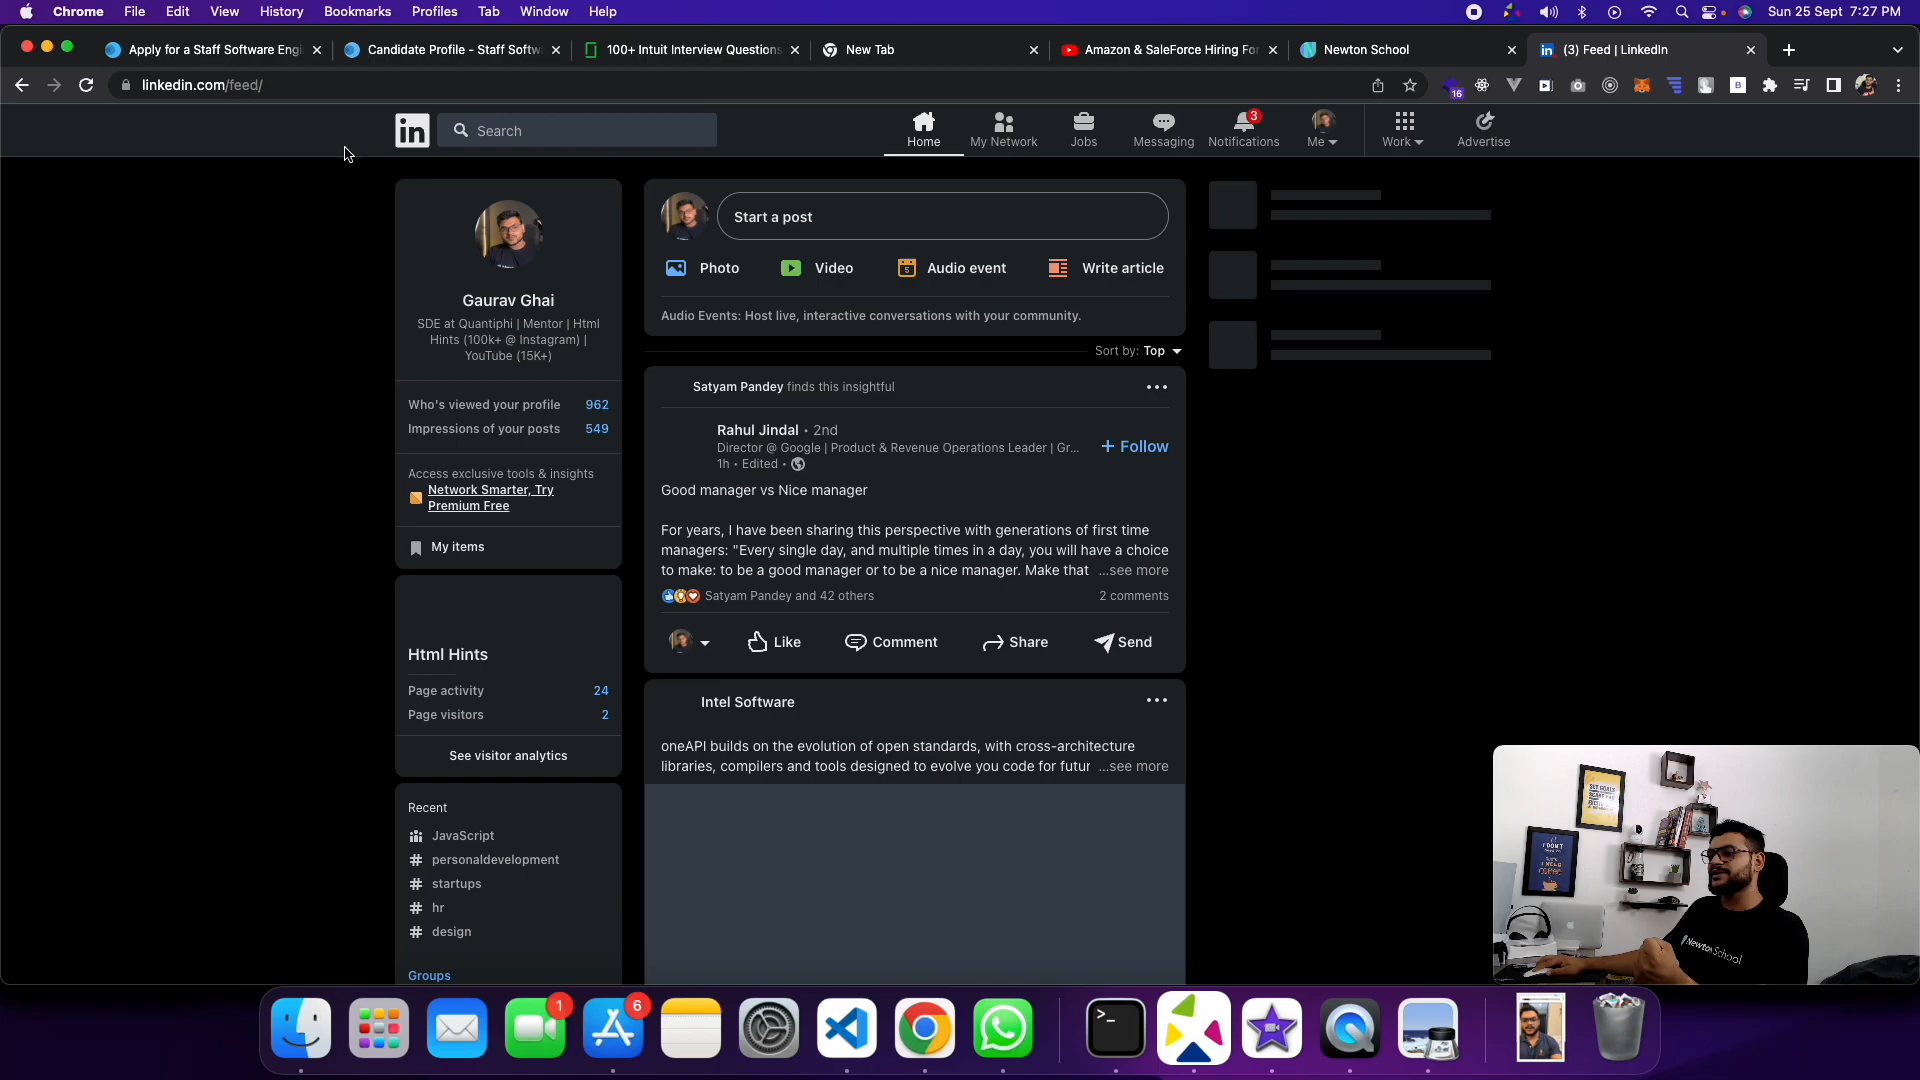 Chrome File Edit View History Bookmarks Profiles Tab Window Help
Sun 25 Sept 7:27 PM
Apply for a Staff Software Engi
Candidate Profile - Staff Softw
100+ Intuit Interview Questions
New Tab
Amazon & SaleForce Hiring For
Newton School
(3) Feed | LinkedIn
linkedin.com/feed/
16
in
Search
3
Home
My Network
Jobs
Messaging
Notifications
Me
Work
Advertise
Gaurav Ghai
SDE at Quantiphi | Mentor | Html
Hints (100k+ @ Instagram) |
YouTube (15K+)
Who's viewed your profile 962
Impressions of your posts 549
Access exclusive tools & insights
Network Smarter, Try
Premium Free
My items
Html Hints
Page activity 24
Page visitors 2
See visitor analytics
Recent
JavaScript
# personaldevelopment
# startups
# hr
# design
Groups
Start a post
Photo
Video
Audio event
Write article
Audio Events: Host live, interactive conversations with your community.
Sort by: Top
Satyam Pandey finds this insightful
Rahul Jindal • 2nd
Director @ Google | Product & Revenue Operations Leader | Gr...
1h • Edited •
+ Follow
Good manager vs Nice manager
For years, I have been sharing this perspective with generations of first time
managers: "Every single day, and multiple times in a day, you will have a choice
to make: to be a good manager or to be a nice manager. Make that ...see more
Satyam Pandey and 42 others
2 comments
Like
Comment
Share
Send
Intel Software
oneAPI builds on the evolution of open standards, with cross-architecture
libraries, compilers and tools designed to evolve you code for futur ...see more
Newton School
1
6